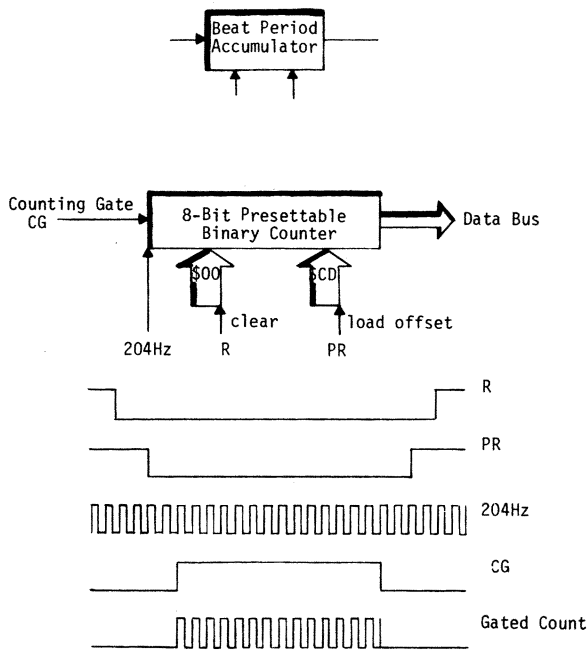 Beat Period
Accumulator
Counting Gate
CG
8-Bit Presettable
Binary Counter
Data Bus
$00
$CD
clear
load offset
204Hz
R
PR
R
PR
204Hz
CG
Gated Count